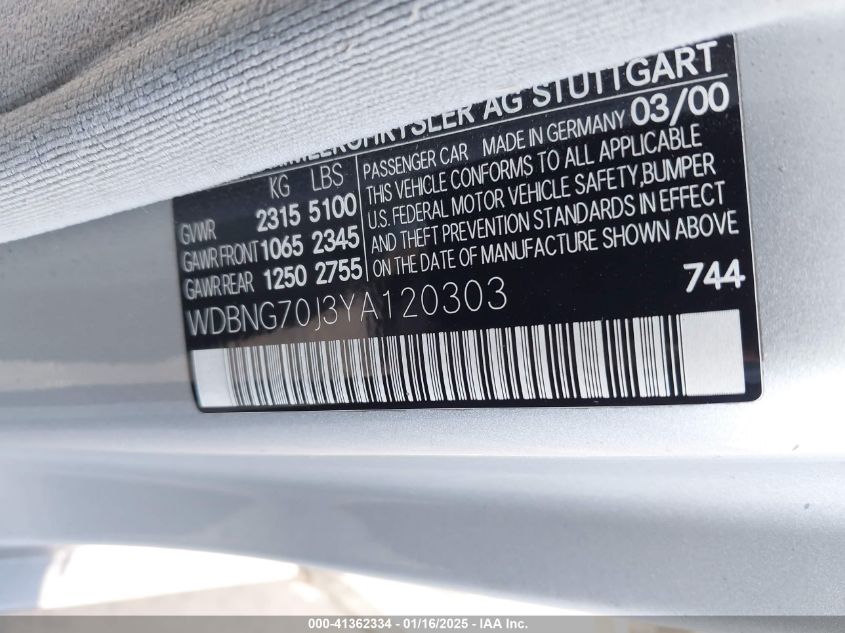 CHRYSLER AG STUTTGART
03/00
KG LBS
GVWR 2315 5100
GAWR FRONT 1065 2345
GAWR REAR 1250 2755
PASSENGER CAR MADE IN GERMANY
THIS VEHICLE CONFORMS TO ALL APPLICABLE
U.S. FEDERAL MOTOR VEHICLE SAFETY,BUMPER
AND THEFT PREVENTION STANDARDS IN EFFECT
ON THE DATE OF MANUFACTURE SHOWN ABOVE
744
WDBNG70J3YA120303
000-41362334 - 01/16/2025 - IAA Inc.